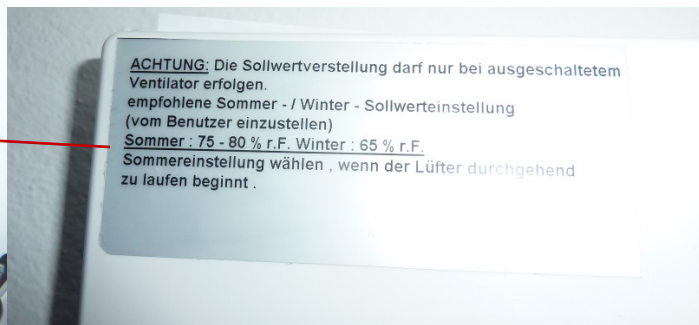 ACHTUNG: Die Sollwertverstellung darf nur bei ausgeschaltetem
Ventilator erfolgen.
empfohlene Sommer - / Winter - Sollwerteinstellung
(vom Benutzer einzustellen)
Sommer : 75 - 80 % r.F. Winter : 65 % r.F.
Sommereinstellung wählen , wenn der Lüfter durchgehend
zu laufen beginnt .